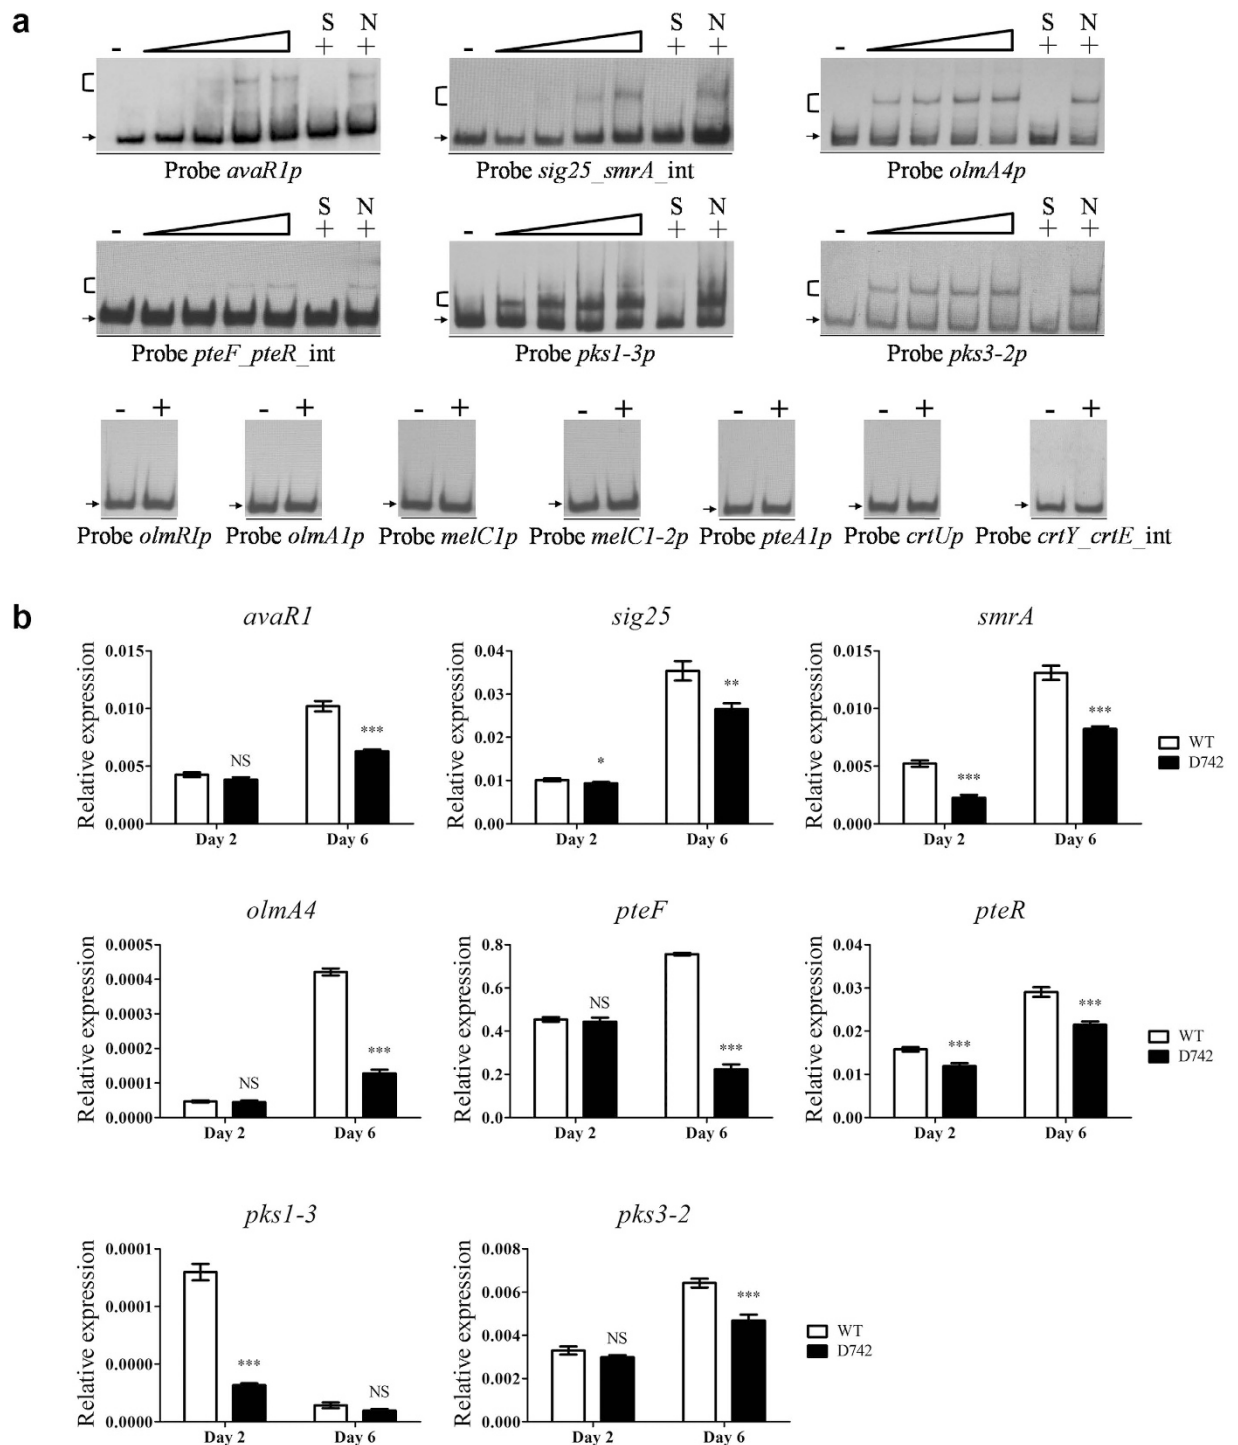 a
- S N
+ +
Probe avaR1p
- S N
+ +
Probe sig25_smrA_int
- S N
+ +
Probe olmA4p
- S N
+ +
Probe pteF_pteR_int
- S N
+ +
Probe pks1-3p
- S N
+ +
Probe pks3-2p
- + - + - + - + - + - + - +
Probe olmRIp Probe olmA1p Probe melC1p Probe melC1-2p Probe pteA1p Probe crtUp Probe crtY_crtE_int
b
avaR1
Relative expression
0.015
0.010
0.005
0.000
NS
***
Day 2 Day 6
sig25
Relative expression
0.04
0.03
0.02
0.01
0.00
*
**
Day 2 Day 6
smrA
Relative expression
0.015
0.010
0.005
0.000
***
***
Day 2 Day 6
WT
D742
olmA4
Relative expression
0.0005
0.0004
0.0003
0.0002
0.0001
0.0000
NS
***
Day 2 Day 6
pteF
Relative expression
0.8
0.6
0.4
0.2
0.0
NS
***
Day 2 Day 6
pteR
Relative expression
0.04
0.03
0.02
0.01
0.00
***
***
Day 2 Day 6
WT
D742
pks1-3
Relative expression
0.0001
0.0001
0.0000
0.0000
***
NS
Day 2 Day 6
pks3-2
Relative expression
0.008
0.006
0.004
0.002
0.000
NS
***
Day 2 Day 6
WT
D742